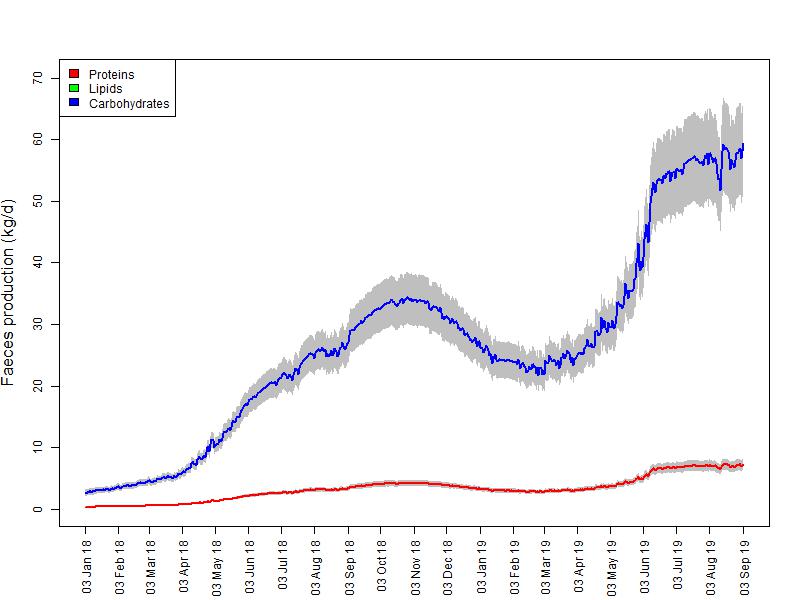 Proteins
Lipids
Carbohydrates
Faeces production (kg/d)
70
60
50
40
30
20
10
0
03 Jan 18
03 Feb 18
03 Mar 18
03 Apr 18
03 May 18
03 Jun 18
03 Jul 18
03 Aug 18
03 Sep 18
03 Oct 18
03 Nov 18
03 Dec 18
03 Jan 19
03 Feb 19
03 Mar 19
03 Apr 19
03 May 19
03 Jun 19
03 Jul 19
03 Aug 19
03 Sep 19